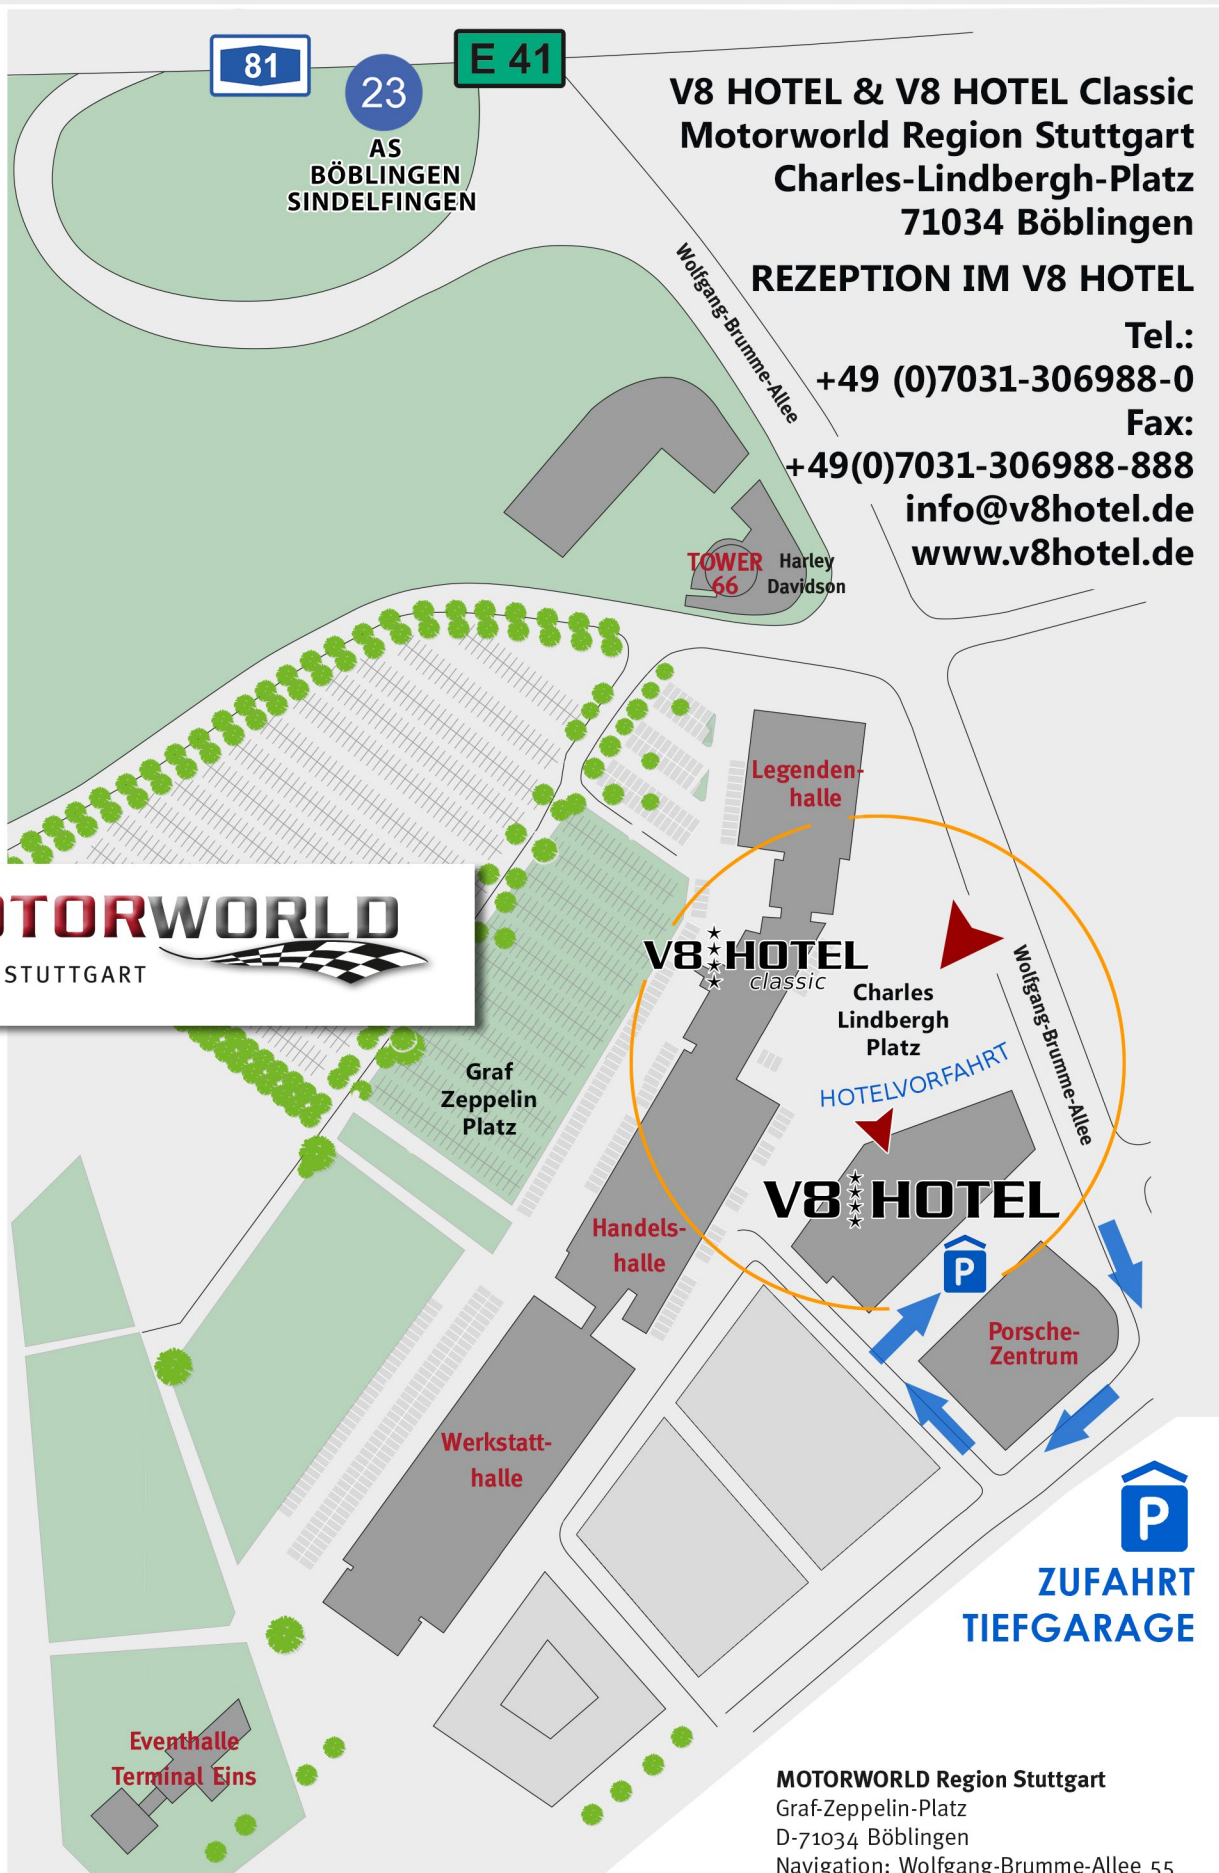 81
23
E 41
AS
BÖBLINGEN
SINDELFINGEN
V8 HOTEL & V8 HOTEL Classic
Motorworld Region Stuttgart
Charles-Lindbergh-Platz
71034 Böblingen
REZEPTION IM V8 HOTEL
Tel.:
+49 (0)7031-306988-0
Fax:
+49(0)7031-306988-888
info@v8hotel.de
www.v8hotel.de
Wolfgang-Brumme-Allee
TOWER
66
Harley
Davidson
Legenden-
halle
OTORWORLD
STUTTGART
V8 HOTEL
classic
Charles
Lindbergh
Platz
Wolfgang-Brumme-Allee
HOTELVORFAHRT
Graf
Zeppelin
Platz
V8 HOTEL
Handels-
halle
P
Porsche-
Zentrum
Werkstatt-
halle
P
ZUFAHRT
TIEFGARAGE
Eventhalle
Terminal Eins
MOTORWORLD Region Stuttgart
Graf-Zeppelin-Platz
D-71034 Böblingen
Navigation: Wolfgang-Brumme-Allee 55